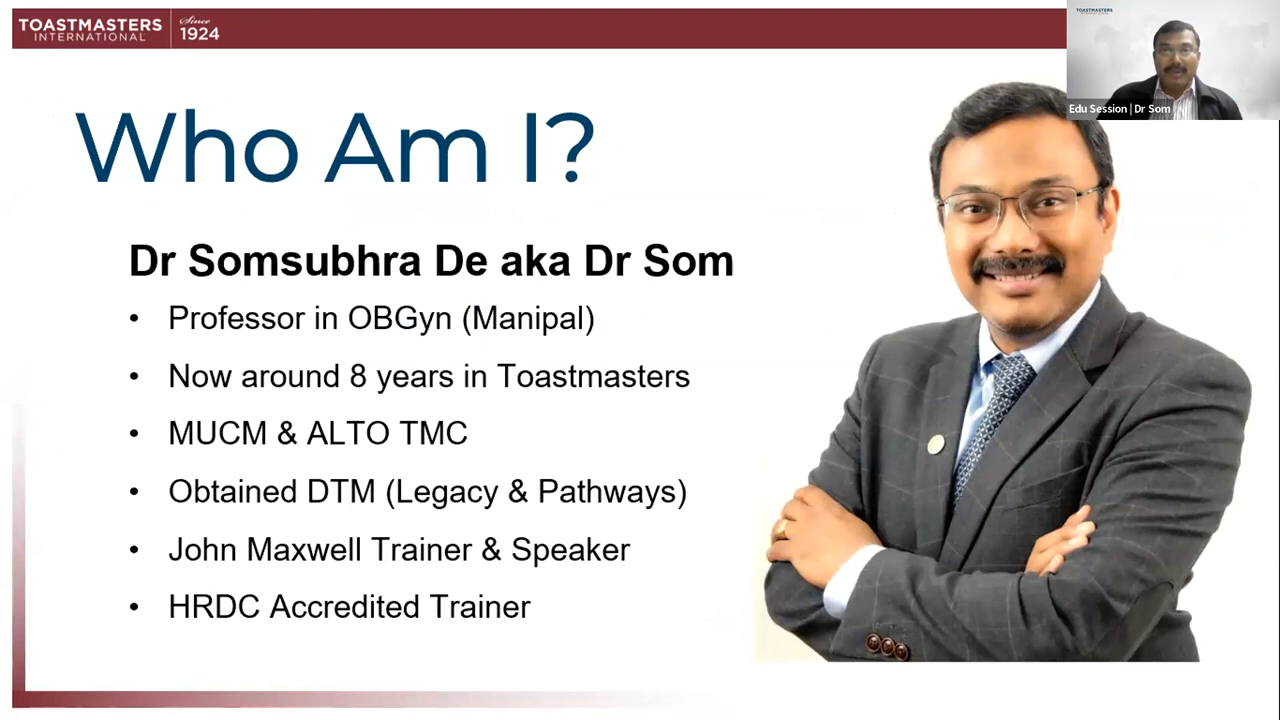 TOASTMASTERS
INTERNATIONAL
Since
1924
TOASTMASTERS
Edu Session | Dr Som
Who Am I?
Dr Somsubhra De aka Dr Som
• Professor in OBGyn (Manipal)
• Now around 8 years in Toastmasters
• MUCM & ALTO TMC
• Obtained DTM (Legacy & Pathways)
• John Maxwell Trainer & Speaker
• HRDC Accredited Trainer